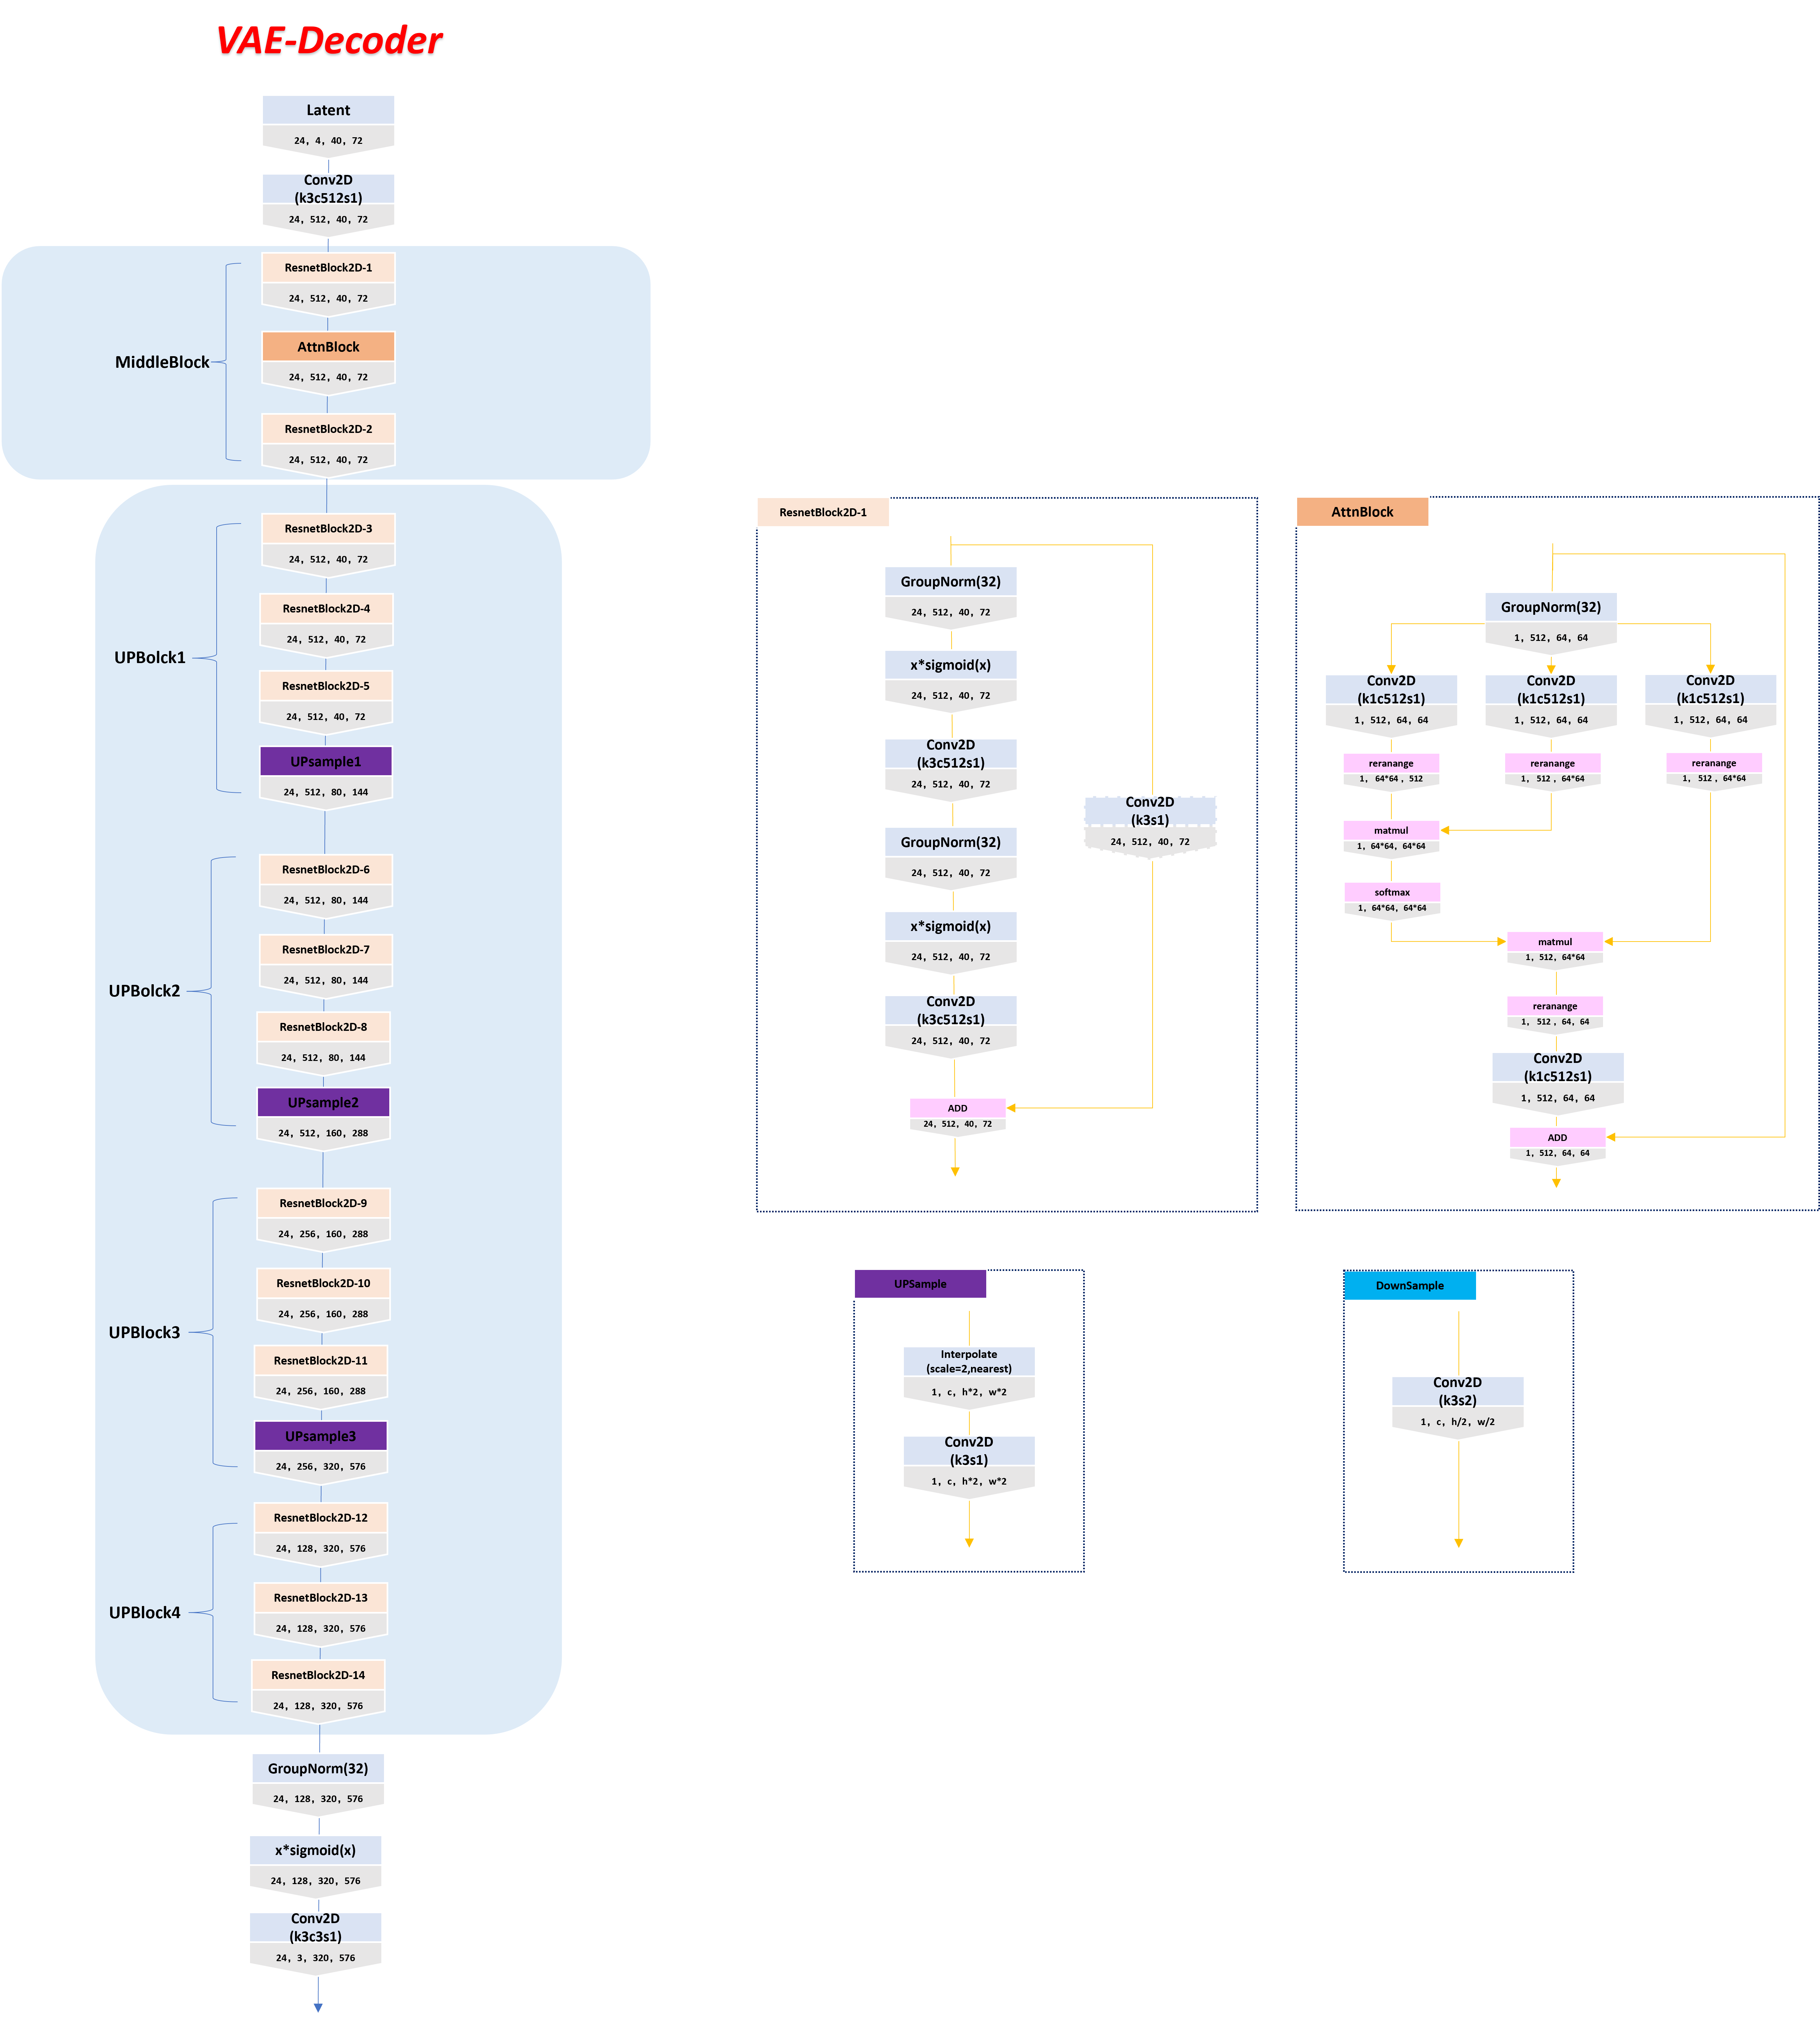 VAE-Decoder
Latent
24, 4, 40, 72
Conv2D
(k3c512s1)
24, 512, 40, 72
MiddleBlock
ResnetBlock2D-1
24, 512, 40, 72
AttnBlock
24, 512, 40, 72
ResnetBlock2D-2
24, 512, 40, 72
UPBolck1
ResnetBlock2D-3
24, 512, 40, 72
ResnetBlock2D-4
24, 512, 40, 72
ResnetBlock2D-5
24, 512, 40, 72
UPsample1
24, 512, 80, 144
UPBolck2
ResnetBlock2D-6
24, 512, 80, 144
ResnetBlock2D-7
24, 512, 80, 144
ResnetBlock2D-8
24, 512, 80, 144
UPsample2
24, 512, 160, 288
UPBlock3
ResnetBlock2D-9
24, 256, 160, 288
ResnetBlock2D-10
24, 256, 160, 288
ResnetBlock2D-11
24, 256, 160, 288
UPsample3
24, 256, 320, 576
UPBlock4
ResnetBlock2D-12
24, 128, 320, 576
ResnetBlock2D-13
24, 128, 320, 576
ResnetBlock2D-14
24, 128, 320, 576
GroupNorm(32)
24, 128, 320, 576
x*sigmoid(x)
24, 128, 320, 576
Conv2D
(k3c3s1)
24, 3, 320, 576
ResnetBlock2D-1
GroupNorm(32)
24, 512, 40, 72
x*sigmoid(x)
24, 512, 40, 72
Conv2D
(k3c512s1)
24, 512, 40, 72
GroupNorm(32)
24, 512, 40, 72
x*sigmoid(x)
24, 512, 40, 72
Conv2D
(k3c512s1)
24, 512, 40, 72
Conv2D
(k3s1)
24, 512, 40, 72
ADD
24, 512, 40, 72
AttnBlock
GroupNorm(32)
1, 512, 64, 64
Conv2D
(k1c512s1)
1, 512, 64, 64
Conv2D
(k1c512s1)
1, 512, 64, 64
Conv2D
(k1c512s1)
1, 512, 64, 64
reranange
1, 64*64, 512
reranange
1, 512, 64*64
reranange
1, 512, 64*64
matmul
1, 64*64, 64*64
softmax
1, 64*64, 64*64
matmul
1, 512, 64*64
reranange
1, 512, 64, 64
Conv2D
(k1c512s1)
1, 512, 64, 64
ADD
1, 512, 64, 64
UPSample
Interpolate
(scale=2,nearest)
1, c, h*2, w*2
Conv2D
(k3s1)
1, c, h*2, w*2
DownSample
Conv2D
(k3s2)
1, c, h/2, w/2